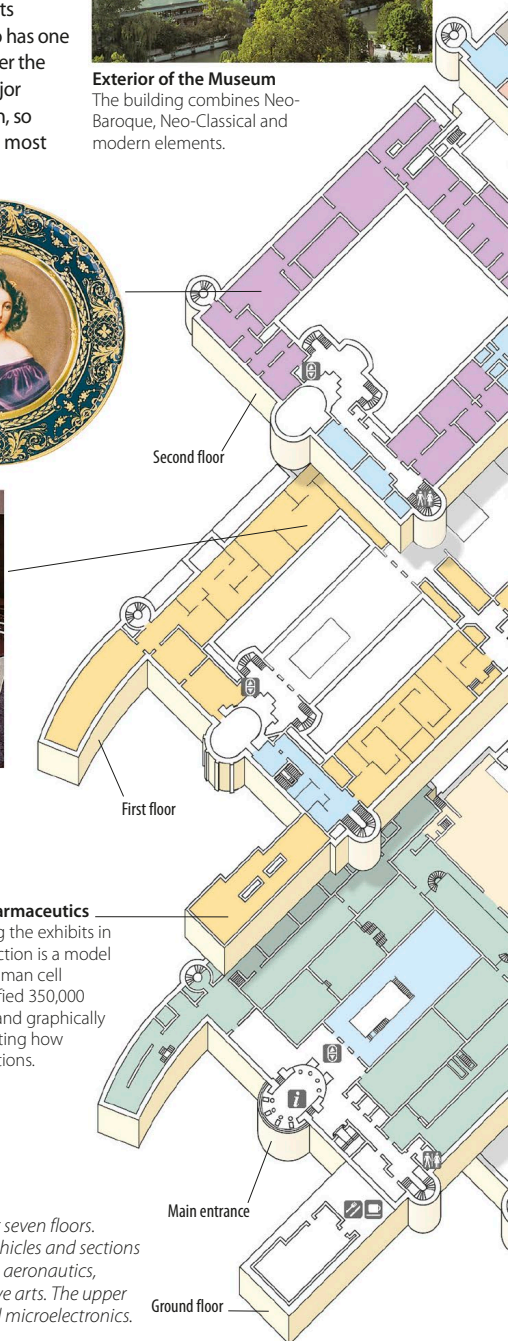 ts
o has one
er the
jor
n, so
most
Exterior of the Museum
The building combines Neo-
Baroque, Neo-Classical and
modern elements.
Second floor
First floor
armaceutics
g the exhibits in
ction is a model
man cell
fied 350,000
and graphically
ting how
tions.
i
Main entrance
seven floors.
hicles and sections
aeronautics,
ve arts. The upper
d microelectronics.
Ground floor